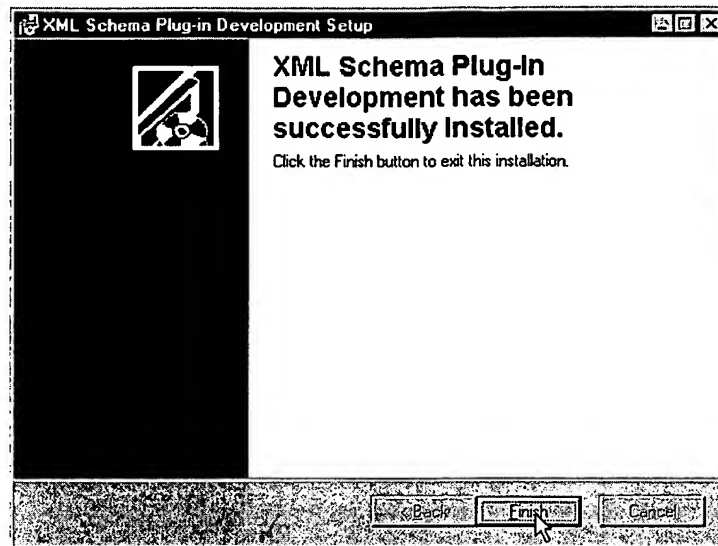 XML Schema Plug-in Development Setup
XML Schema Plug-In
Development has been
successfully Installed.
Click the Finish button to exit this installation.
< Back
Finish
Cancel